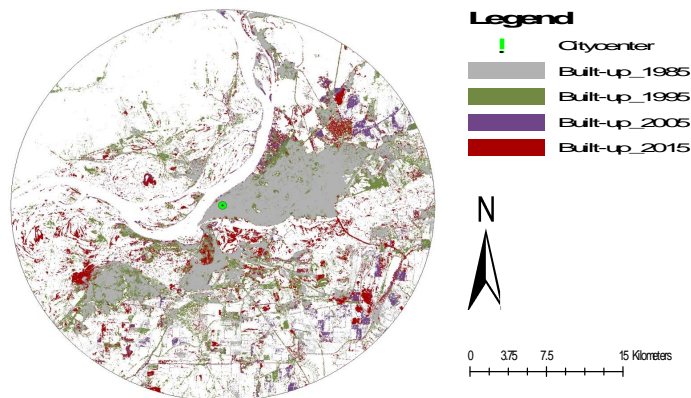 Legend
Citycenter
Built-up_1985
Built-up_1995
Built-up_2005
Built-up_2015
N
0 3.75 7.5 15 Kilometers